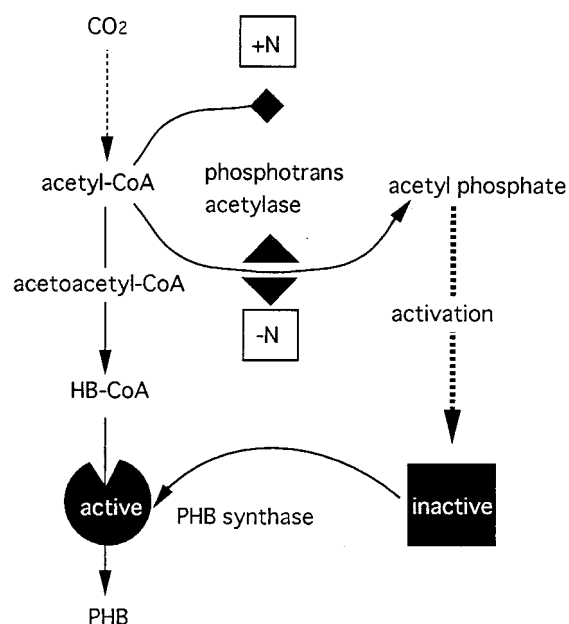 CO2
+N
acetyl-CoA
phosphotrans
acetylase
acetyl phosphate
acetoacetyl-CoA
-N
activation
HB-CoA
active
PHB synthase
inactive
PHB